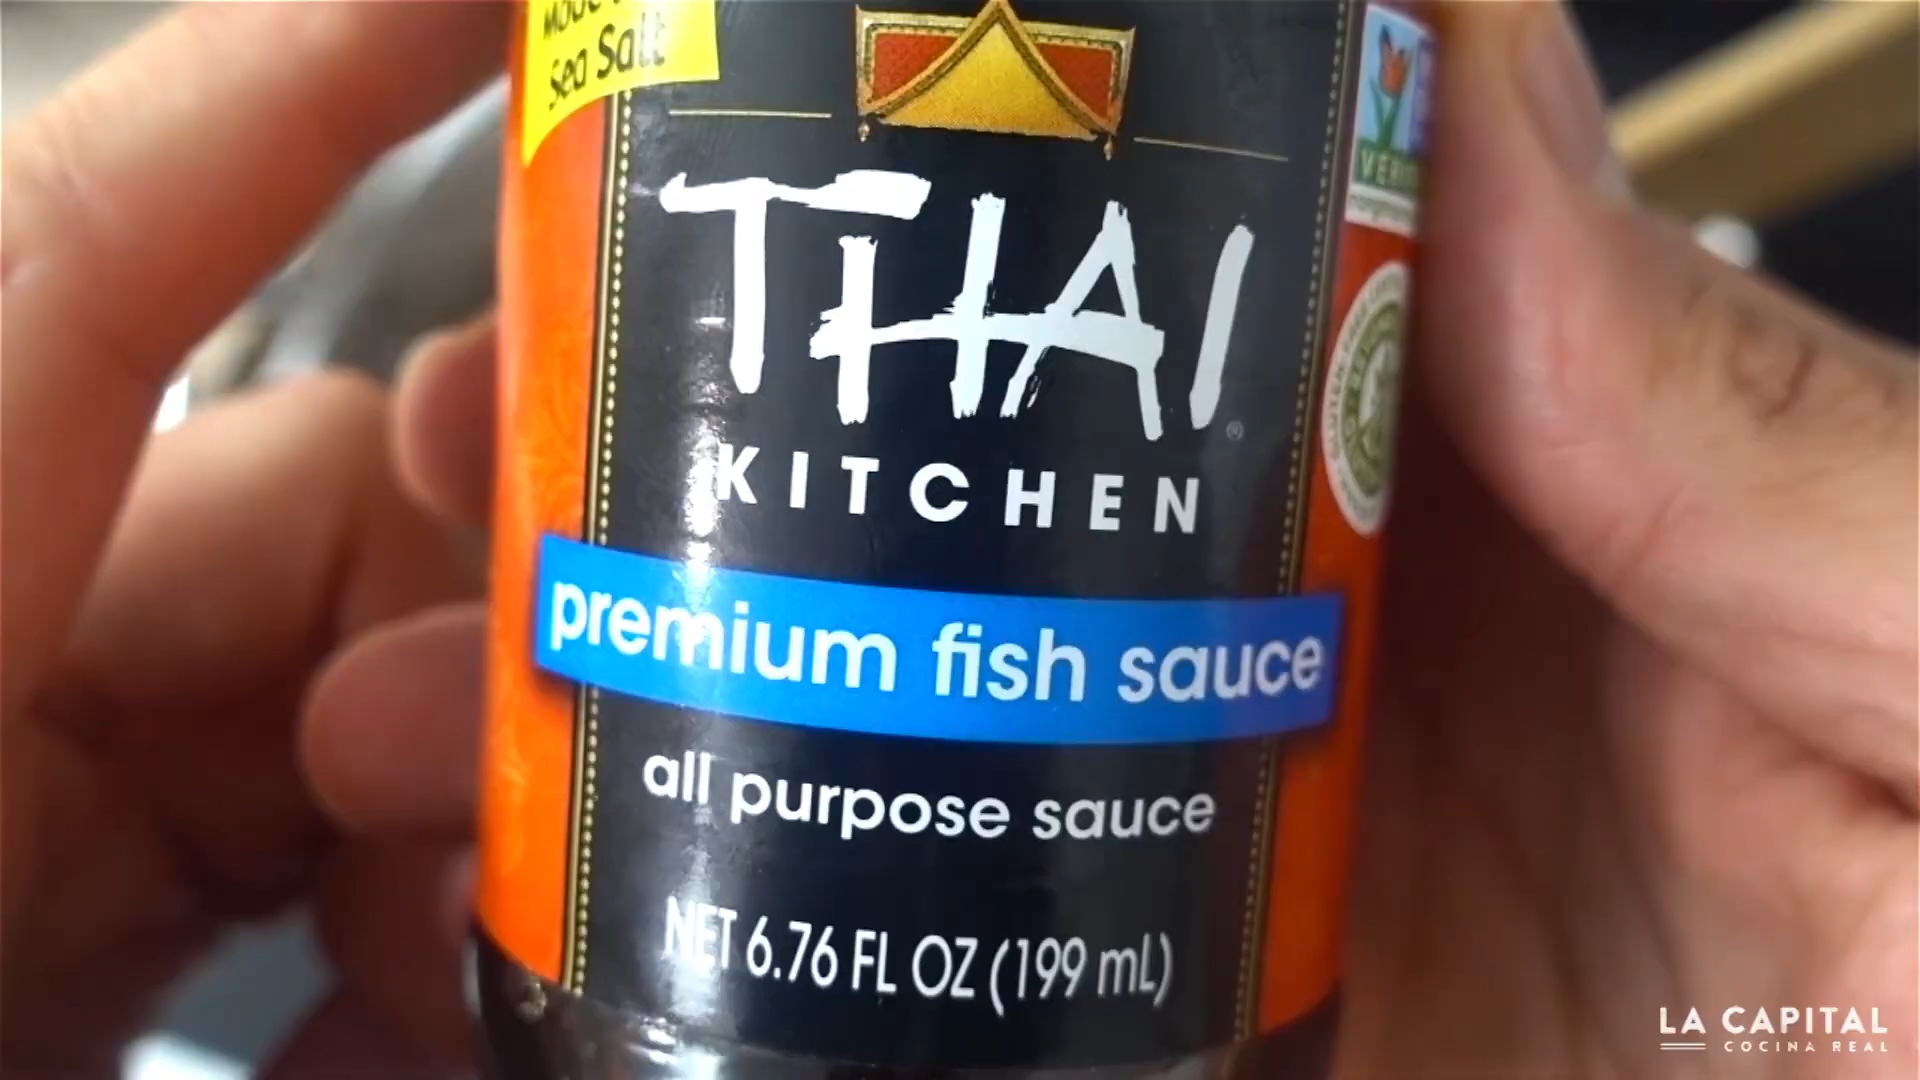 Sea Salt
THAI
KITCHEN
premium fish sauce
all purpose sauce
NET 6.76 FL OZ (199 mL)
LA CAPITAL
COCINA REAL